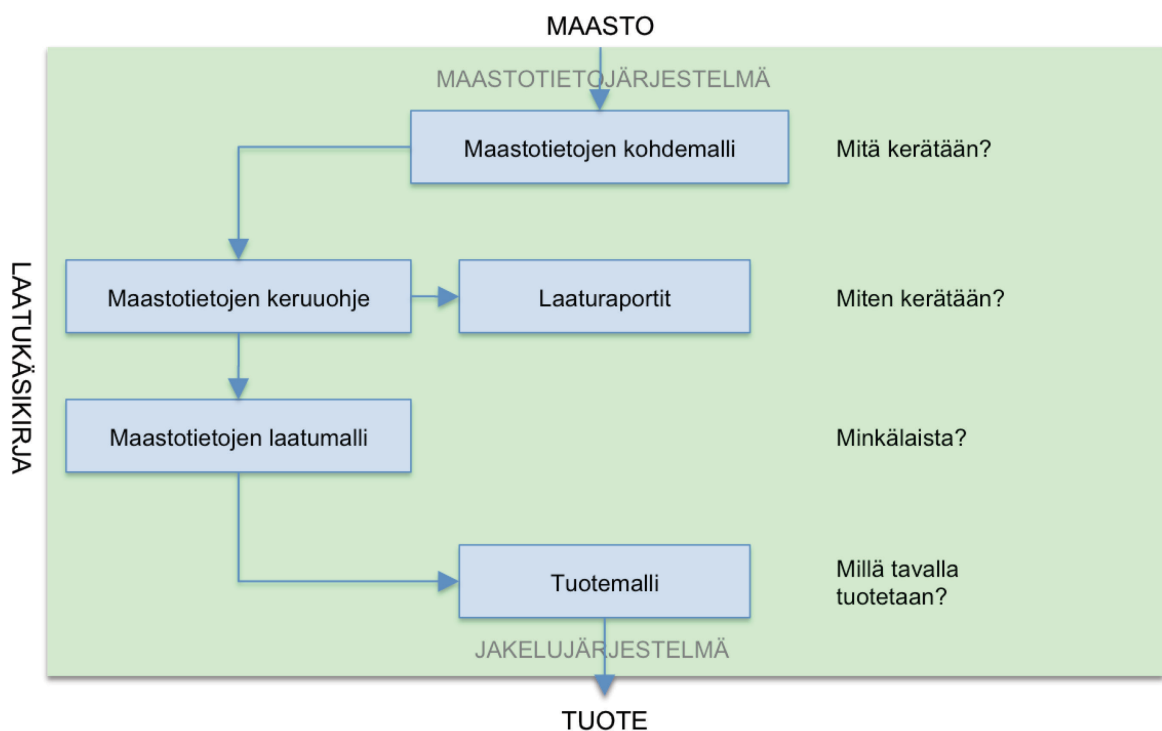 MAASTO
MAASTOTIETOJÄRJESTELMÄ
Maastotietojen kohdemalli
Mitä kerätään?
LAATUKÄSIKIRJA
Maastotietojen keruuohje
Laaturaportit
Miten kerätään?
Maastotietojen laatumalli
Minkälaista?
Tuotemalli
Millä tavalla
tuotetaan?
JAKELUJÄRJESTELMÄ
TUOTE